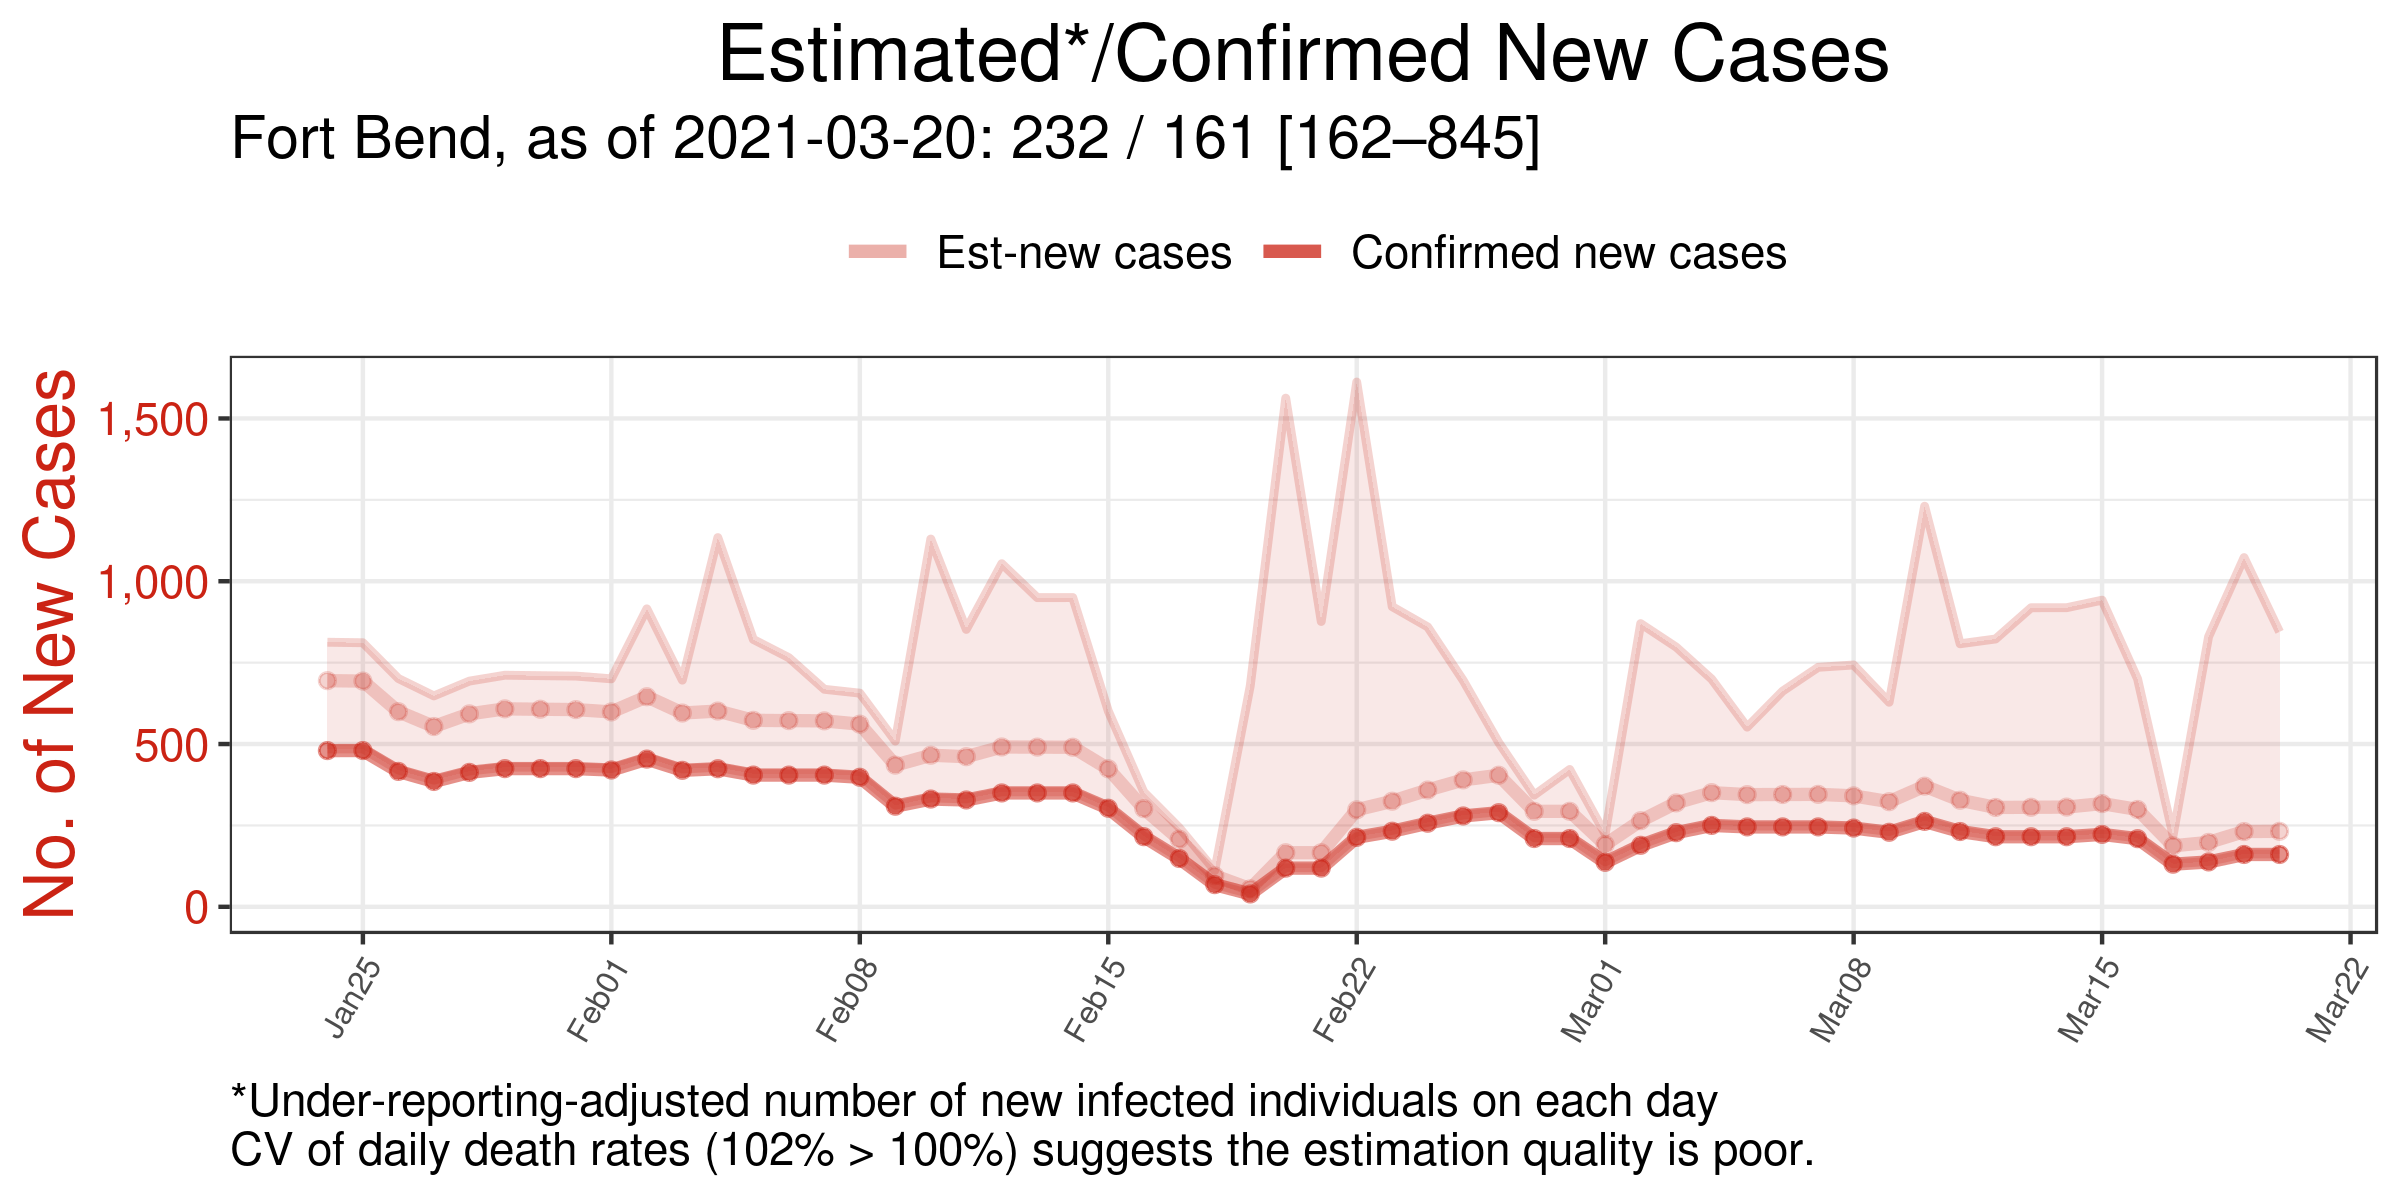 Estimated*/Confirmed New Cases
Fort Bend, as of 2021-03-20: 232 / 161 [162–845]
Est-new cases
Confirmed new cases
No. of New Cases
1,500
1,000
500
0
Jan25
Feb01
Feb08
Feb15
Feb22
Mar01
Mar08
Mar15
Mar22
*Under-reporting-adjusted number of new infected individuals on each day
CV of daily death rates (102% > 100%) suggests the estimation quality is poor.